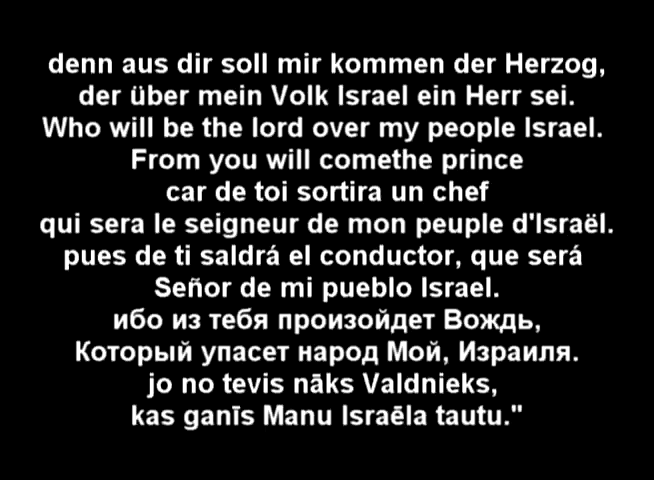 denn aus dir soll mir kommen der Herzog,
der über mein Volk Israel ein Herr sei.
Who will be the lord over my people Israel.
From you will comethe prince
car de toi sortira un chef
qui sera le seigneur de mon peuple d'Israël.
pues de ti saldrá el conductor, que será
Señor de mi pueblo Israel.
ибо из тебя произойдет Вождь,
Который упасет народ Мой, Израиля.
jo no tevis nāks Valdnieks,
kas ganīs Manu Israēla tautu."